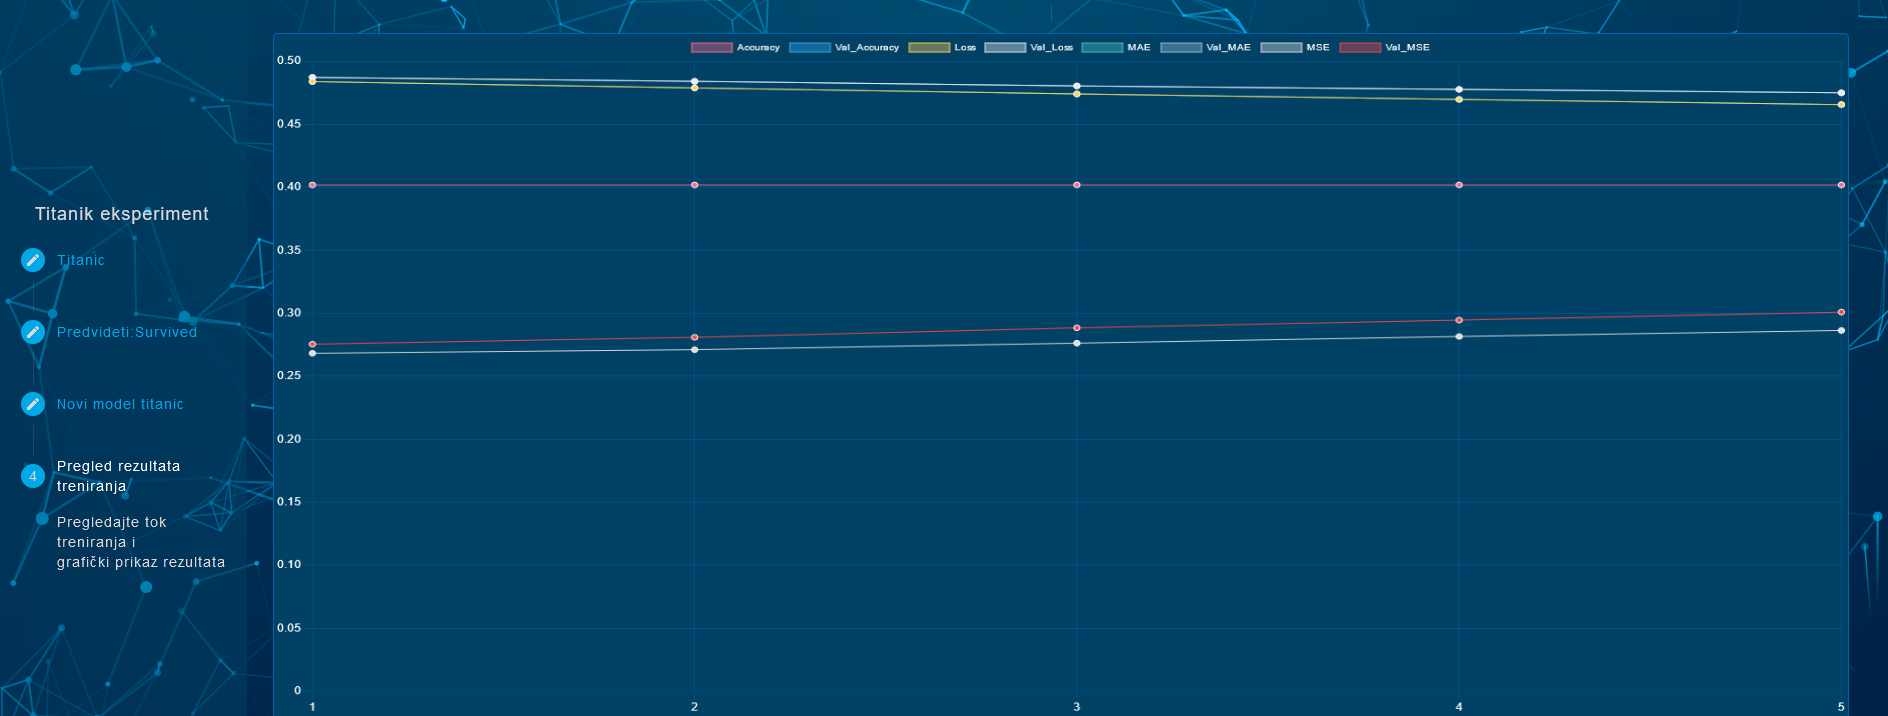 Titanik eksperiment
Titanic
Predvideti:Survived
Novi model titanic
4
Pregled rezultata
treniranja
Pregledajte tok
treniranja i
grafički prikaz rezultata
Accuracy Val_Accuracy Loss Val_Loss MAE Val_MAE MSE Val_MSE
0.50
0.45
0.40
0.35
0.30
0.25
0.20
0.15
0.10
0.05
0
1 2 3 4 5